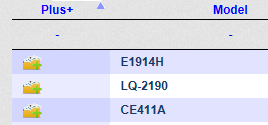 Plus+ Model
- -
E1914H
LQ-2190
CE411A